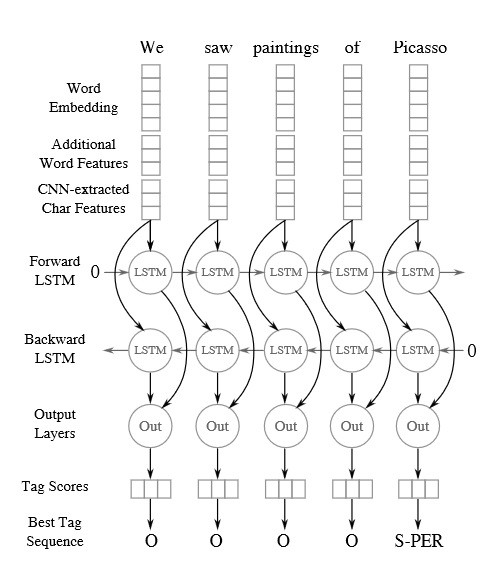 We saw paintings of Picasso
Word
Embedding
Additional
Word Features
CNN-extracted
Char Features
Forward
LSTM
0 LSTM LSTM LSTM LSTM LSTM
Backward
LSTM
LSTM LSTM LSTM LSTM LSTM 0
Output
Layers
Out Out Out Out Out
Tag Scores
Best Tag
Sequence
O O O O S-PER